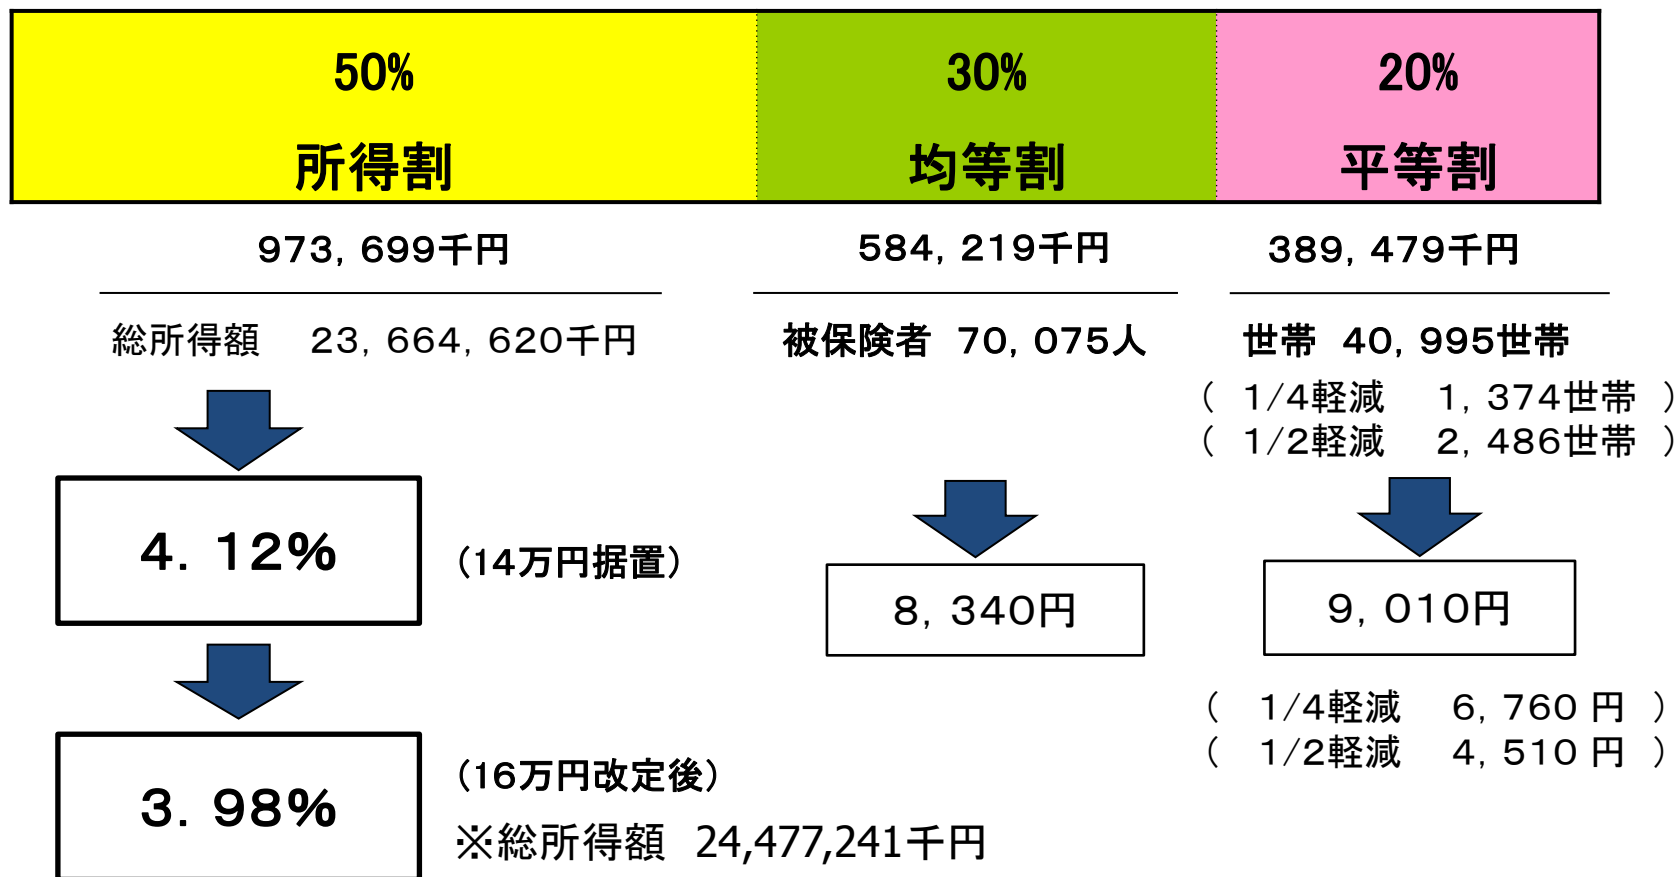 50% 30% 20%
所得割 均等割 平等割
973,699千円 584,219千円 389,479千円
総所得額 23,664,620千円 被保険者 70,075人 世帯 40,995世帯
( 1/4軽減 1,374世帯 )
( 1/2軽減 2,486世帯 )
4.12% (14万円据置)
8,340円 9,010円
( 1/4軽減 6,760円 )
( 1/2軽減 4,510円 )
3.98% (16万円改定後)
※総所得額 24,477,241千円